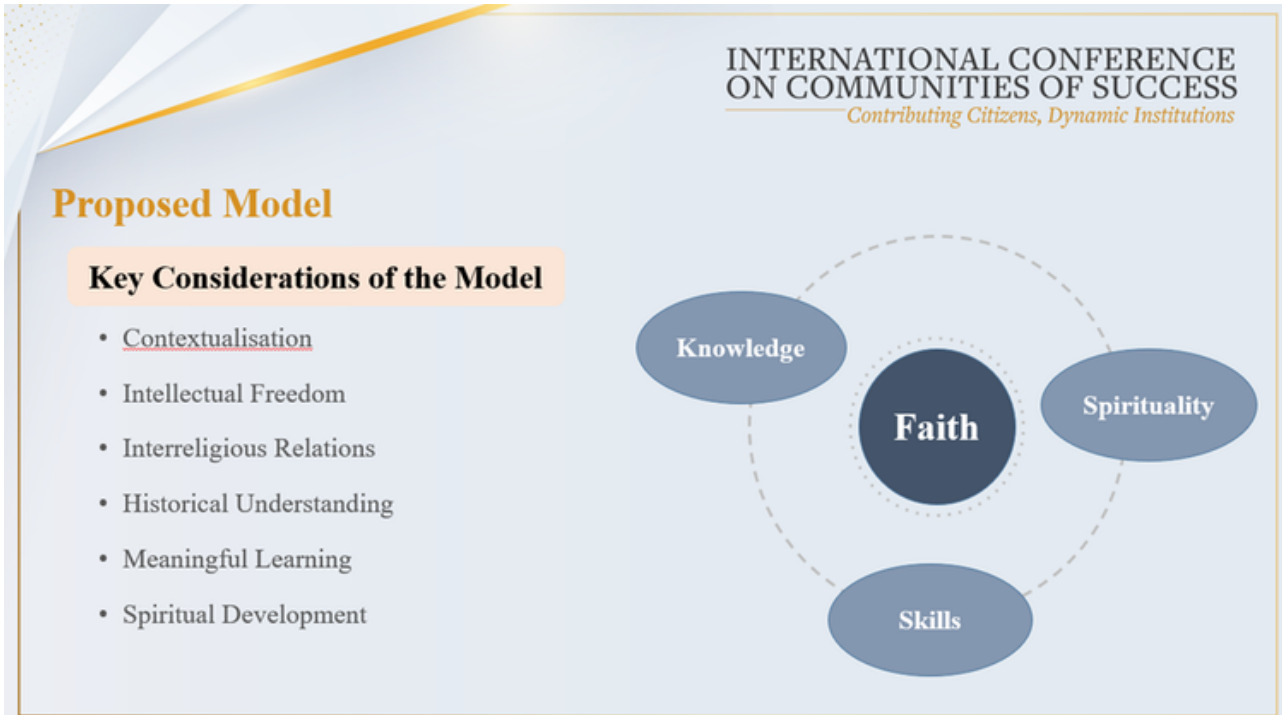 INTERNATIONAL CONFERENCE
ON COMMUNITIES OF SUCCESS
Contributing Citizens, Dynamic Institutions
Proposed Model
Key Considerations of the Model
• Contextualisation
• Intellectual Freedom
• Interreligious Relations
• Historical Understanding
• Meaningful Learning
• Spiritual Development
Knowledge
Faith
Spirituality
Skills